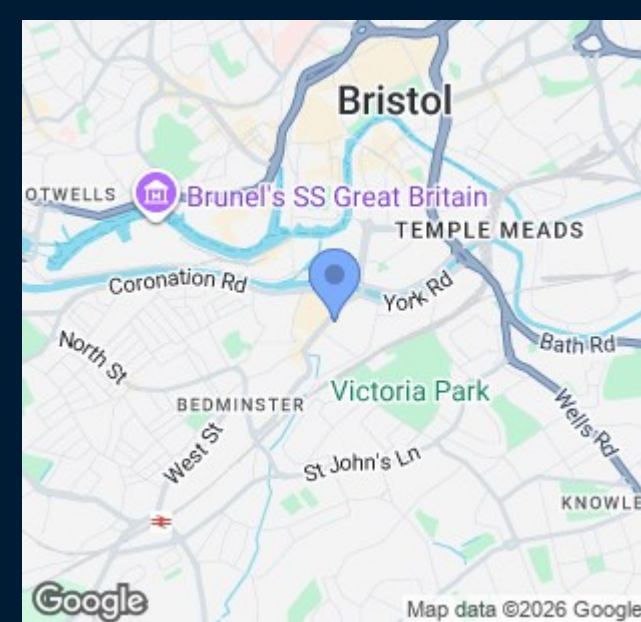 Bristol
OTWELLS
Brunel's SS Great Britain
TEMPLE MEADS
Coronation Rd
York Rd
North St
Bath Rd
Victoria Park
BEDMINSTER
Wells Rd
West St
St John's Ln
KNOWLE
Google
Map data ©2026 Google